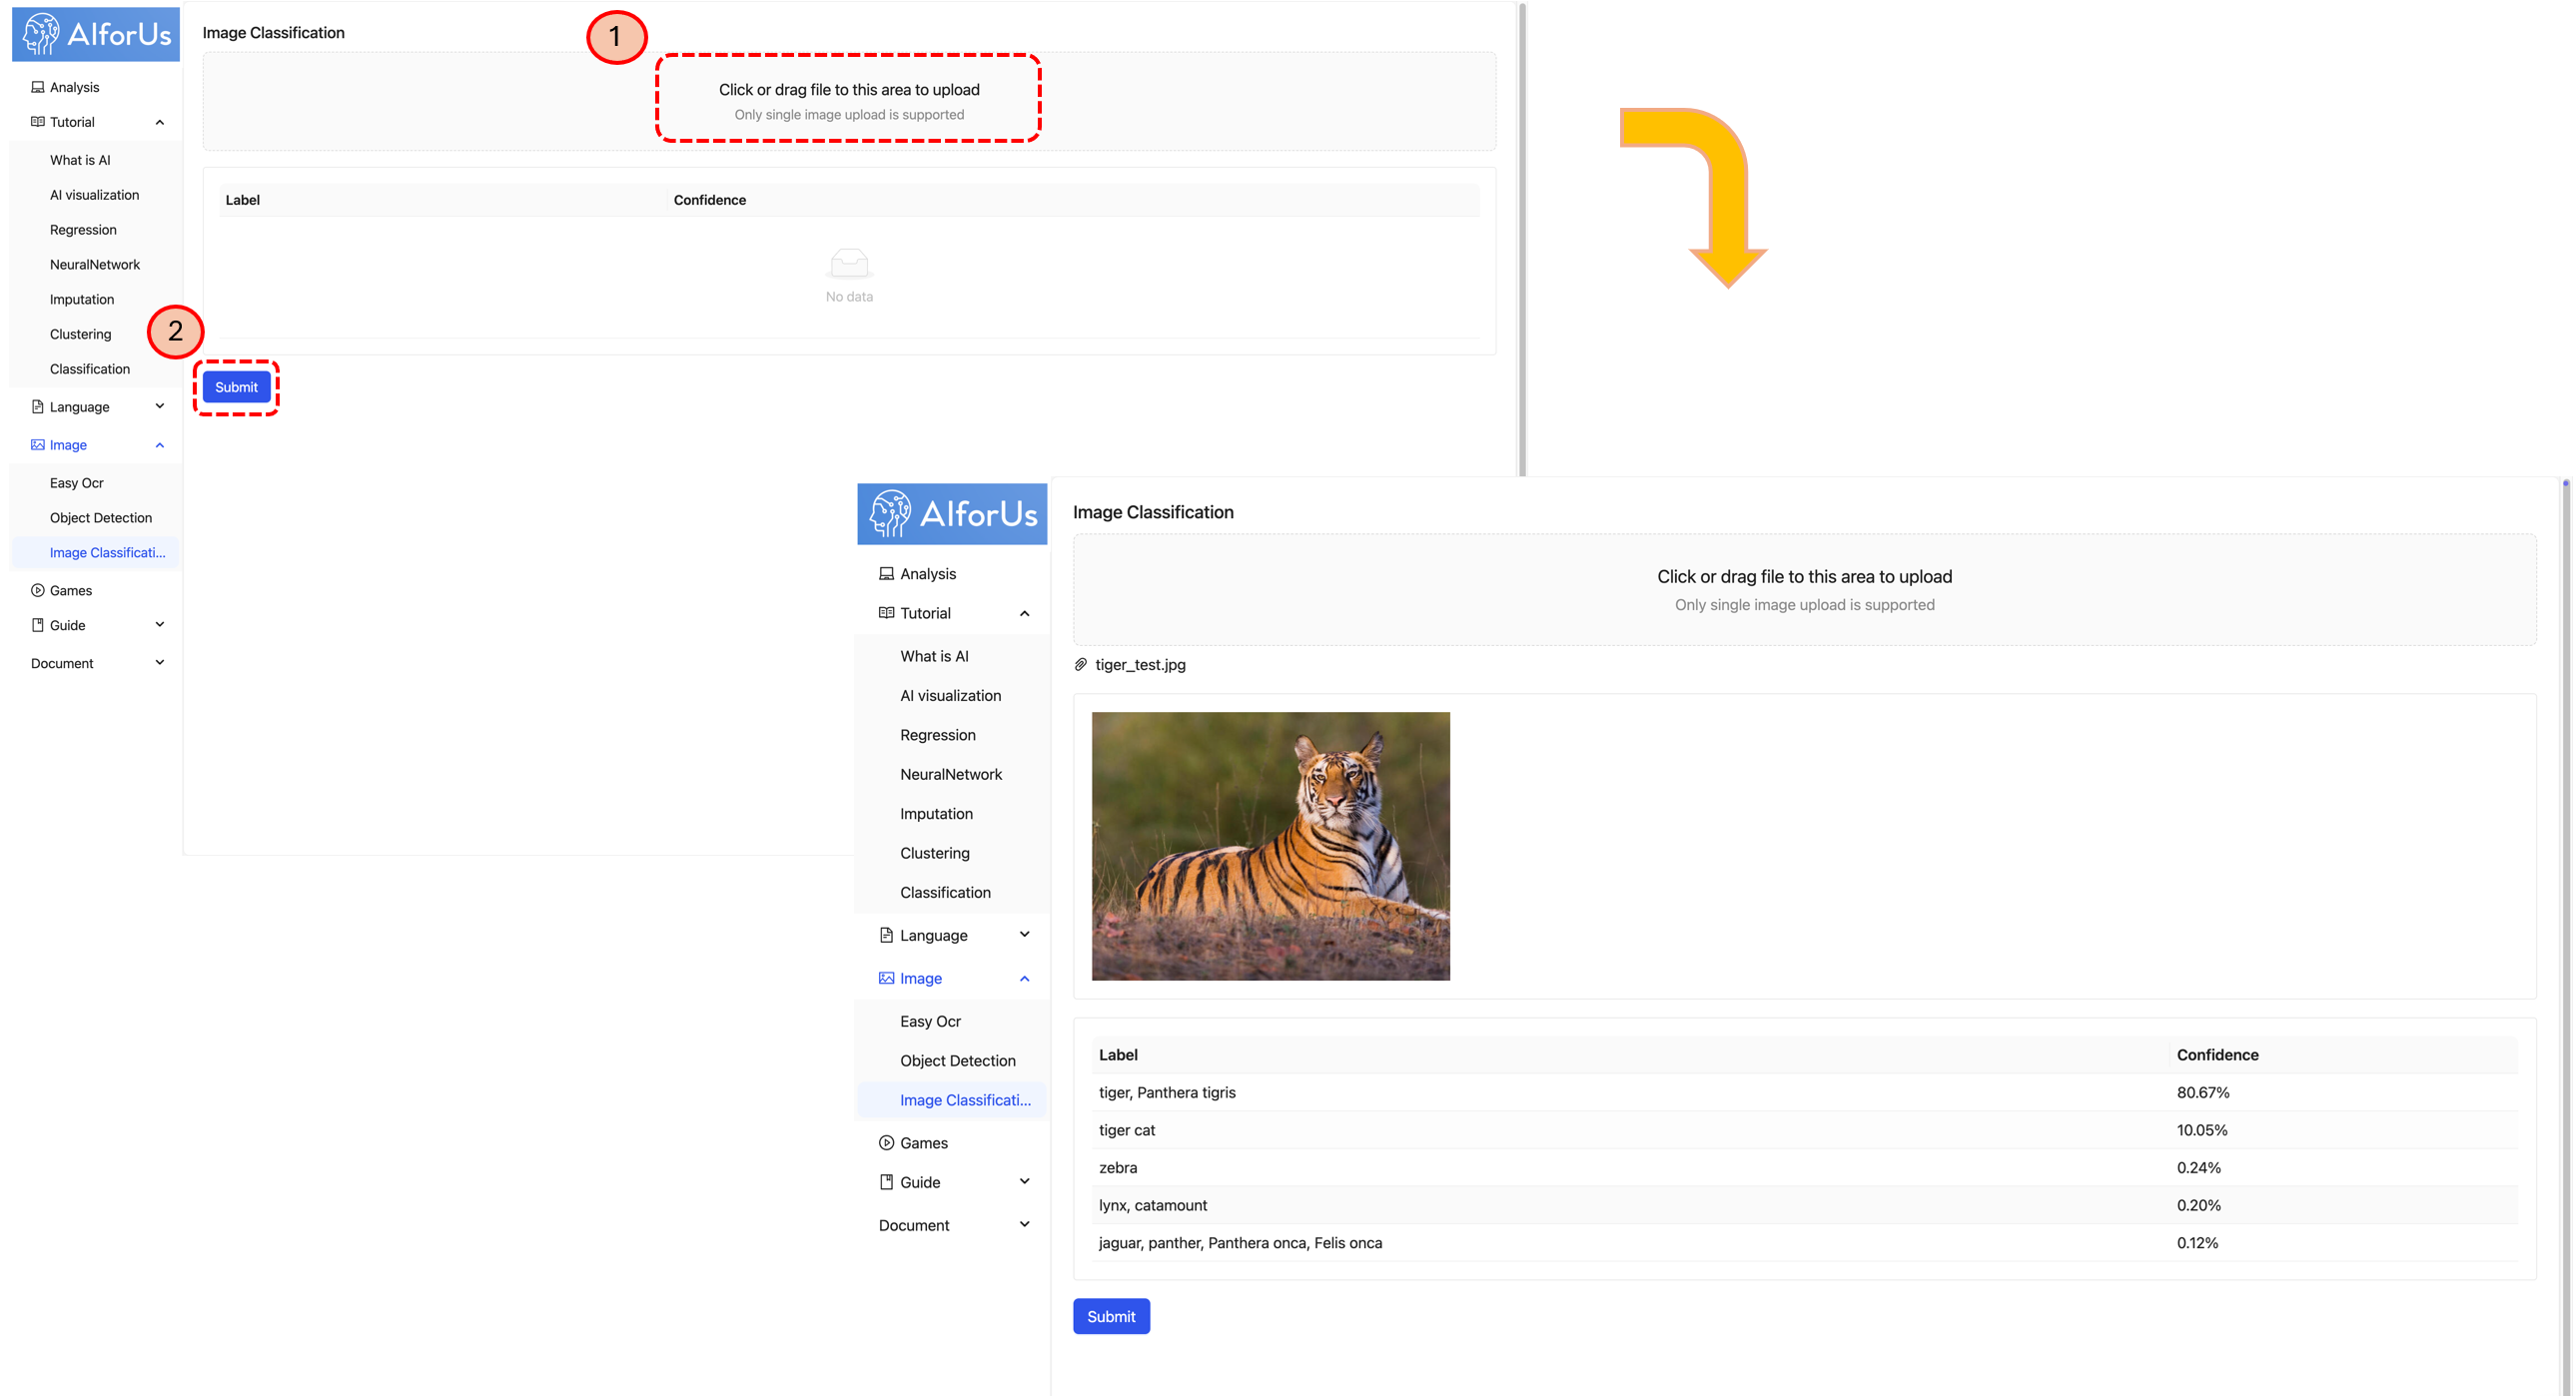 AIforUs
Analysis
Tutorial
What is AI
AI visualization
Regression
NeuralNetwork
Imputation
Clustering
Classification
Language
Image
Easy Ocr
Object Detection
Image Classificati...
Games
Guide
Document
Image Classification
1
Click or drag file to this area to upload
Only single image upload is supported
Label Confidence
No data
2
Submit
AIforUs
Analysis
Tutorial
What is AI
AI visualization
Regression
NeuralNetwork
Imputation
Clustering
Classification
Language
Image
Easy Ocr
Object Detection
Image Classificati...
Games
Guide
Document
Image Classification
Click or drag file to this area to upload
Only single image upload is supported
tiger_test.jpg
Label Confidence
tiger, Panthera tigris 80.67%
tiger cat 10.05%
zebra 0.24%
lynx, catamount 0.20%
jaguar, panther, Panthera onca, Felis onca 0.12%
Submit